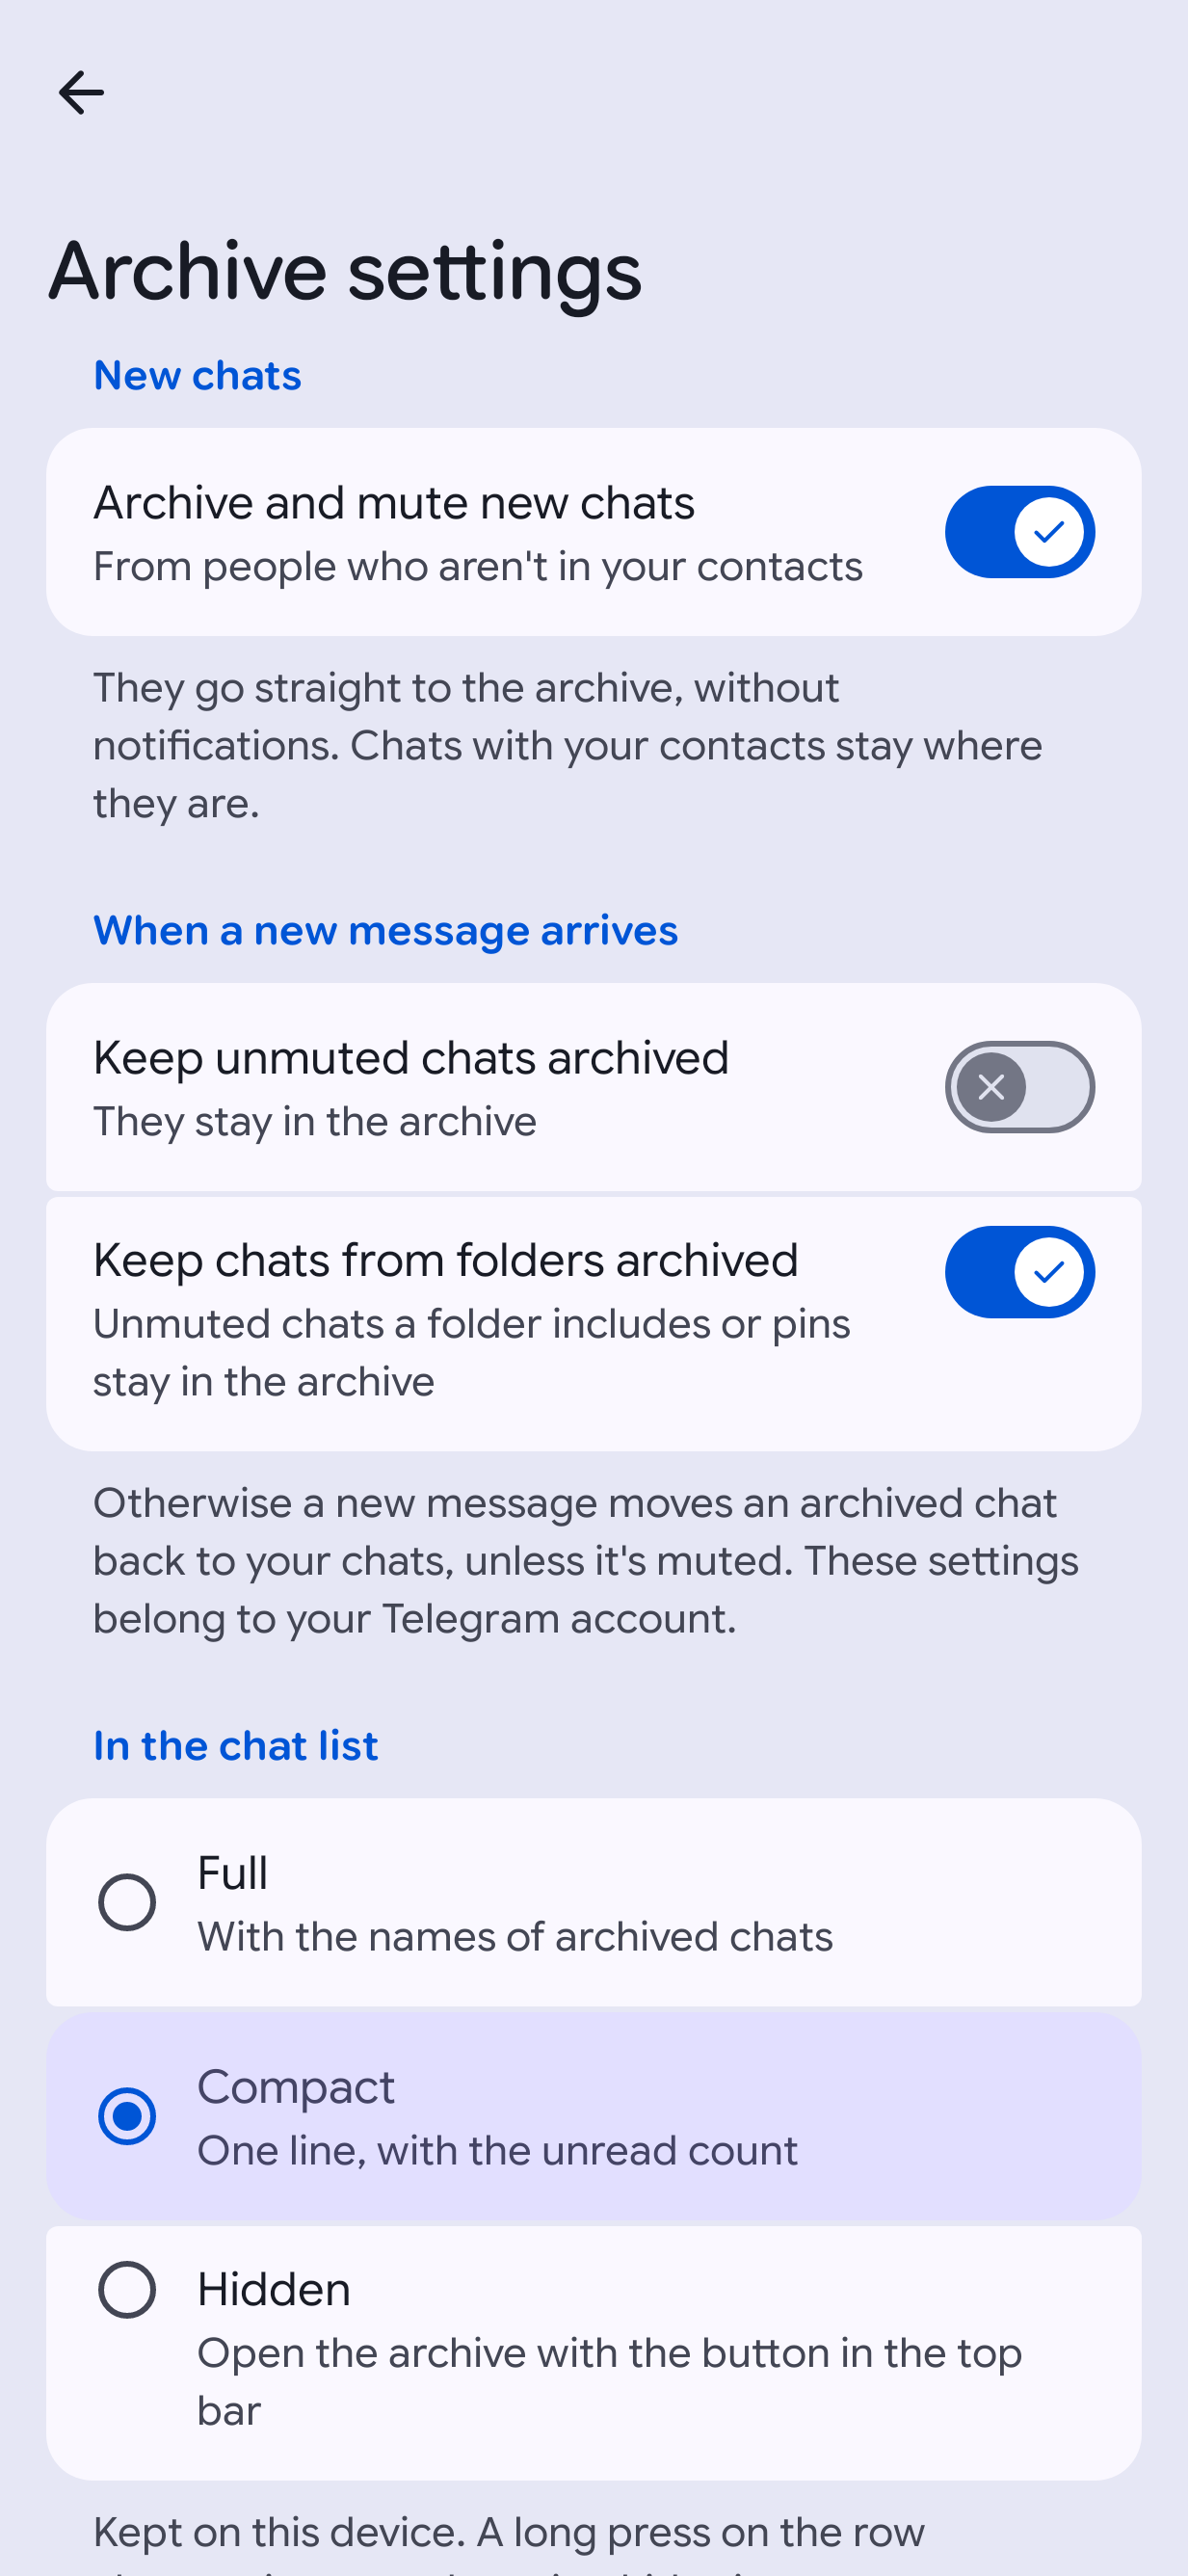 Archive settings
New chats
Archive and mute new chats
From people who aren't in your contacts
They go straight to the archive, without
notifications. Chats with your contacts stay where
they are.
When a new message arrives
Keep unmuted chats archived
They stay in the archive
Keep chats from folders archived
Unmuted chats a folder includes or pins
stay in the archive
Otherwise a new message moves an archived chat
back to your chats, unless it's muted. These settings
belong to your Telegram account.
In the chat list
Full
With the names of archived chats
Compact
One line, with the unread count
Hidden
Open the archive with the button in the top
bar
Kept on this device. A long press on the row